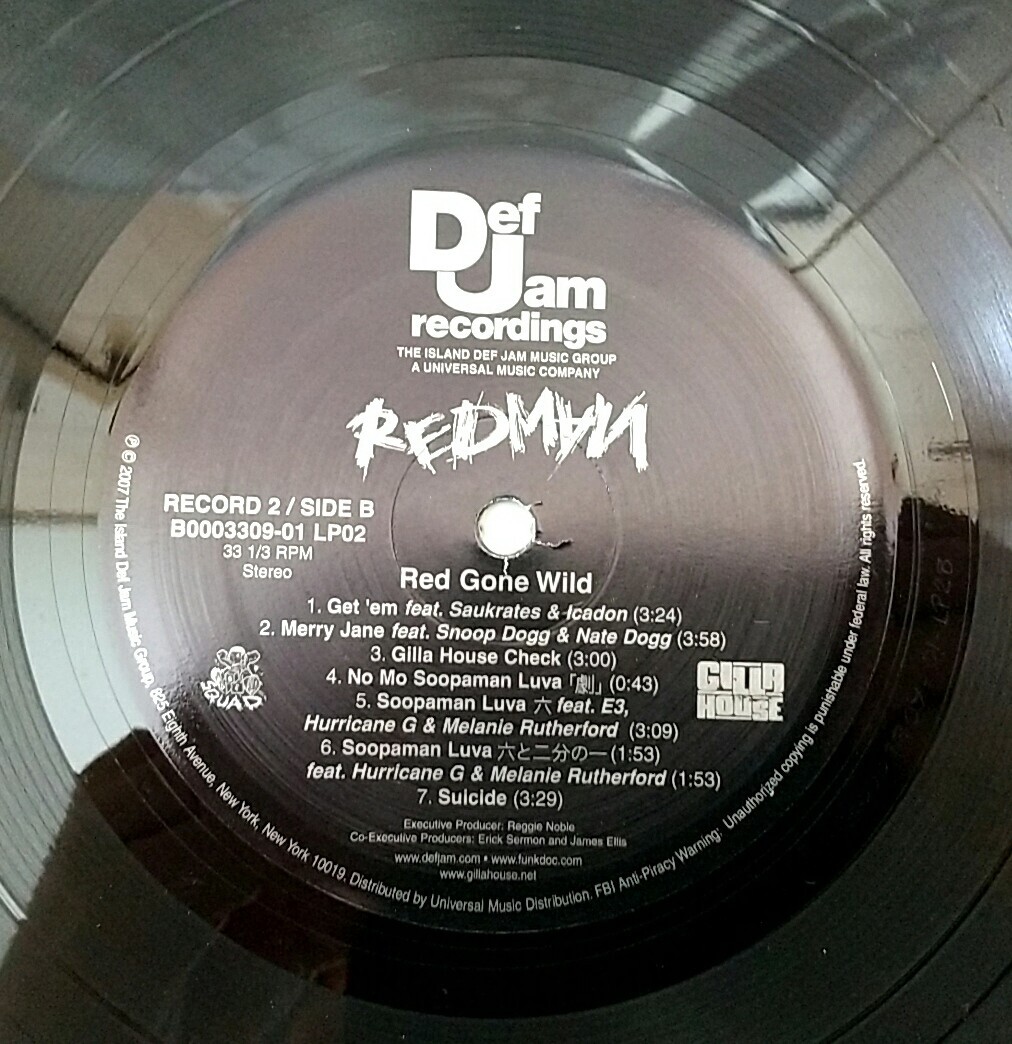 Def Jam
recordings
THE ISLAND DEF JAM MUSIC GROUP
A UNIVERSAL MUSIC COMPANY
REDMAN
RECORD 2 / SIDE B
B0003309-01 LP02
33 1/3 RPM
Stereo
Red Gone Wild
1. Get 'em feat. Saukrates & Icadon (3:24)
2. Merry Jane feat. Snoop Dogg & Nate Dogg (3:58)
3. Gilla House Check (3:00)
4. No Mo Soopaman Luva「劇」(0:43)
5. Soopaman Luva 六 feat. E3,
Hurricane G & Melanie Rutherford (3:09)
6. Soopaman Luva 六と二分の一 (1:53)
feat. Hurricane G & Melanie Rutherford (1:53)
7. Suicide (3:29)
SQUAD
GILLA
HOUSE
Executive Producer: Reggie Noble
Co-Executive Producers: Erick Sermon and James Ellis
www.defjam.com • www.funkdoc.com
www.gillahouse.net
℗ © 2007 The Island Def Jam Music Group, 825 Eighth Avenue, New York, New York 10019. Distributed by Universal Music Distribution. FBI Anti-Piracy Warning: Unauthorized copying is punishable under federal law. All rights reserved.